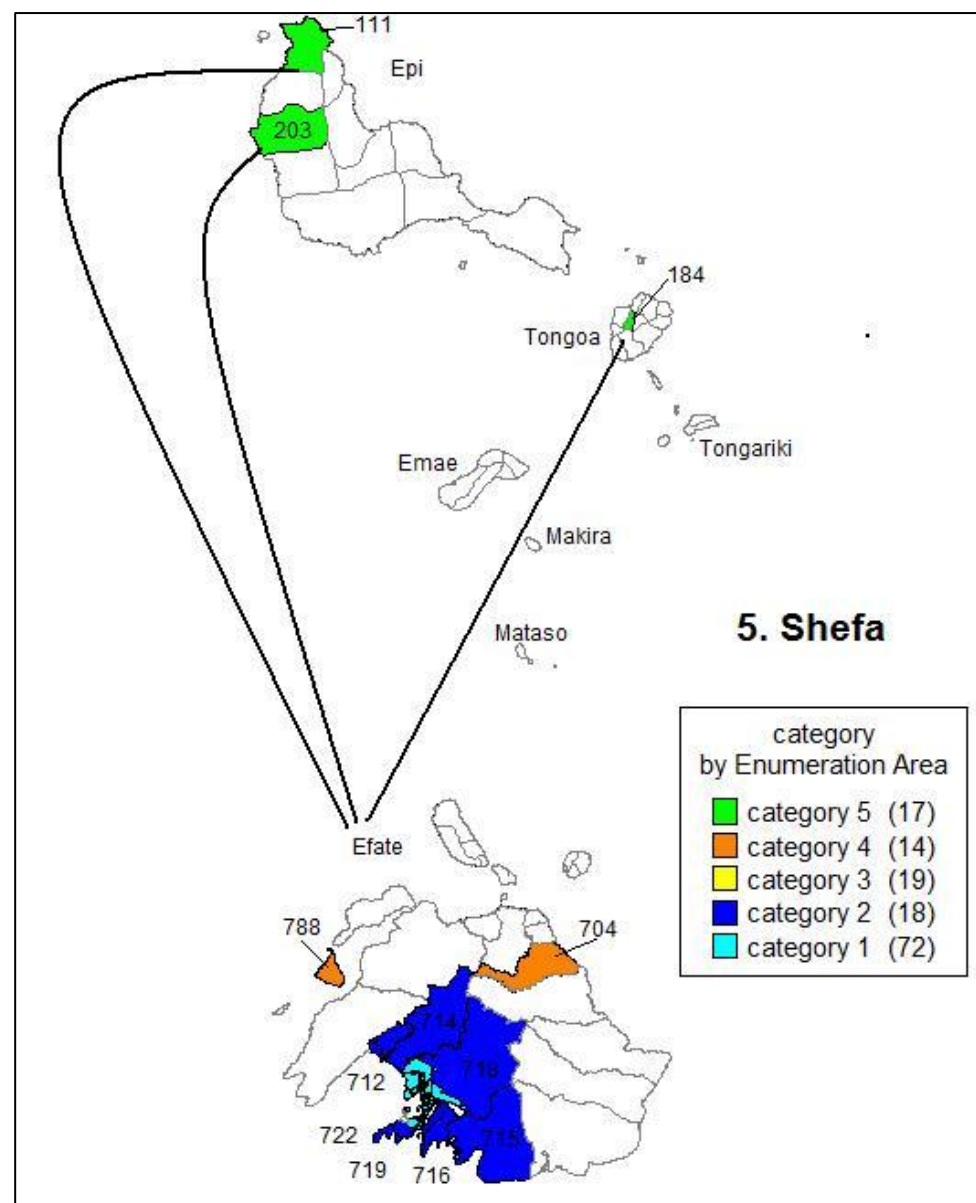 111
Epi
203
184
Tongoa
Tongariki
Emae
Makira
Mataso
5. Shefa
category
by Enumeration Area
category 5 (17)
category 4 (14)
category 3 (19)
category 2 (18)
category 1 (72)
Efate
788
704
714
718
712
722
719
716
715